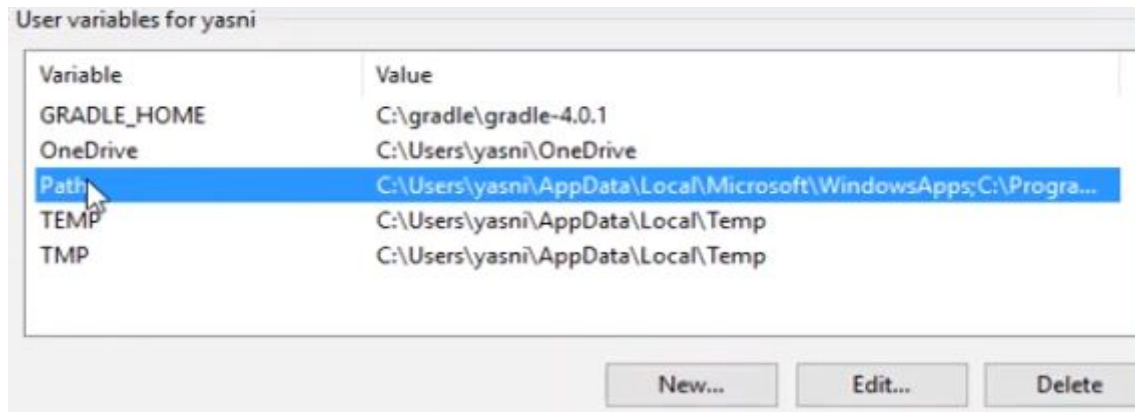 User variables for yasni
Variable Value
GRADLE_HOME C:\gradle\gradle-4.0.1
OneDrive C:\Users\yasni\OneDrive
Path C:\Users\yasni\AppData\Local\Microsoft\WindowsApps;C:\Progra...
TEMP C:\Users\yasni\AppData\Local\Temp
TMP C:\Users\yasni\AppData\Local\Temp
New... Edit... Delete